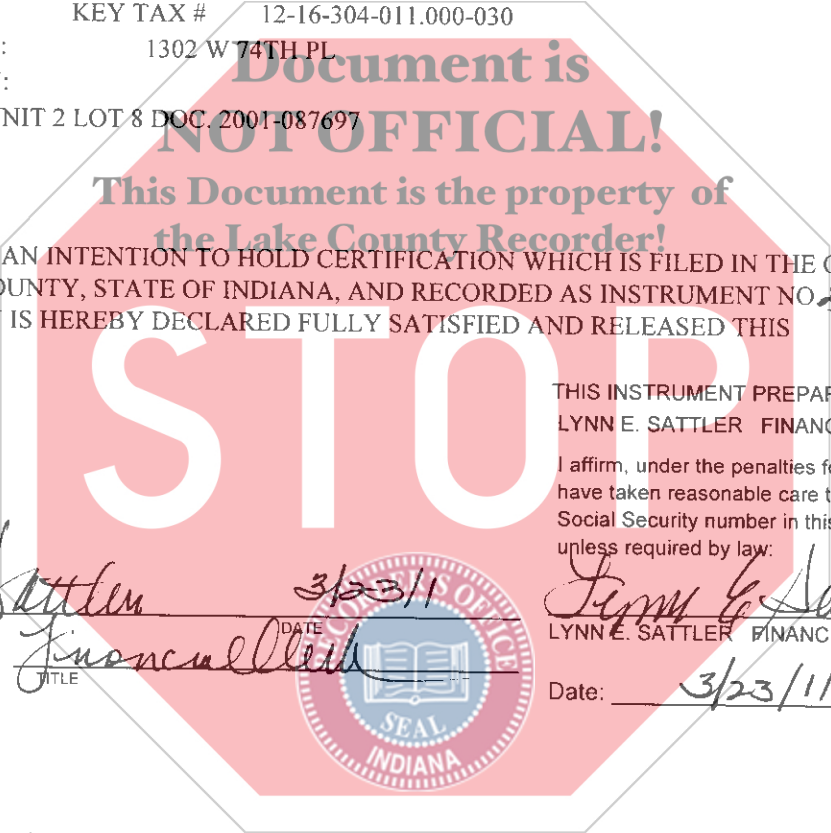 KEY TAX # 12-16-304-011.000-030
: 1302 W 74TH PL
:
NIT 2 LOT 8 DOC. 2001-087697
Document is
NOT OFFICIAL!
This Document is the property of
the Lake County Recorder!
AN INTENTION TO HOLD CERTIFICATION WHICH IS FILED IN THE
OUNTY, STATE OF INDIANA, AND RECORDED AS INSTRUMENT NO
IS HEREBY DECLARED FULLY SATISFIED AND RELEASED THIS
STOP
THIS INSTRUMENT PREPAR
LYNN E. SATTLER FINANC
I affirm, under the penalties f
have taken reasonable care t
Social Security number in this
unless required by law:
Sattler 3/23/11
DATE
Financial Clerk
TITLE
Lynn E
LYNN E. SATTLER FINANC
Date: 3/23/11
RECORDER'S OFFICE
SEAL
INDIANA